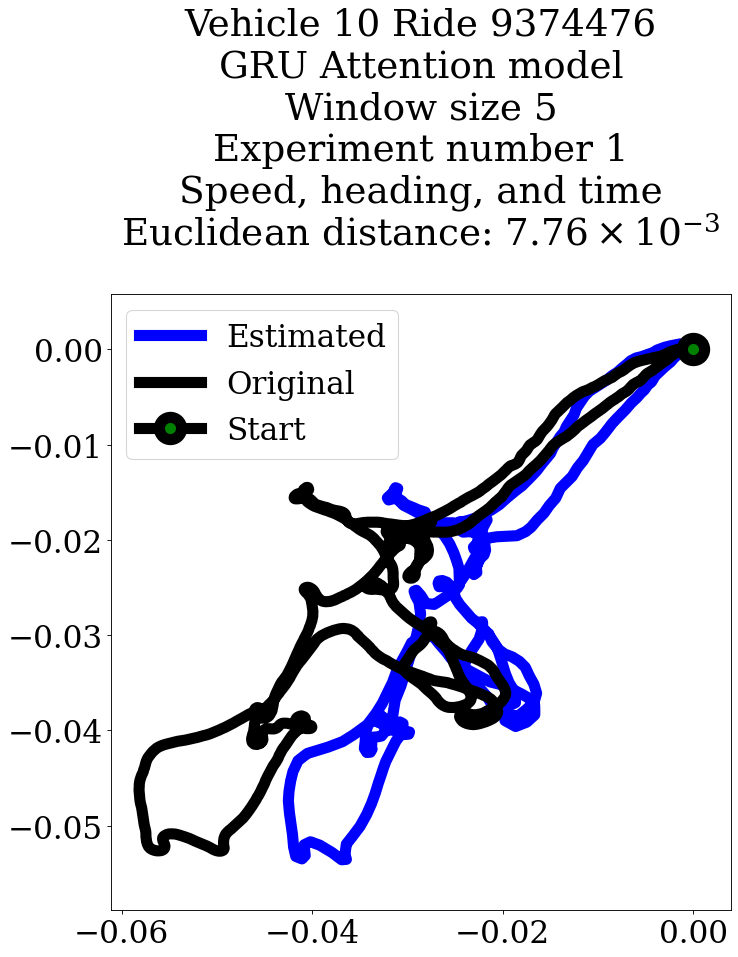 Vehicle 10 Ride 9374476
GRU Attention model
Window size 5
Experiment number 1
Speed, heading, and time
Euclidean distance: 7.76 × 10⁻³
Estimated
Original
Start
0.00
−0.01
−0.02
−0.03
−0.04
−0.05
−0.06 −0.04 −0.02 0.00